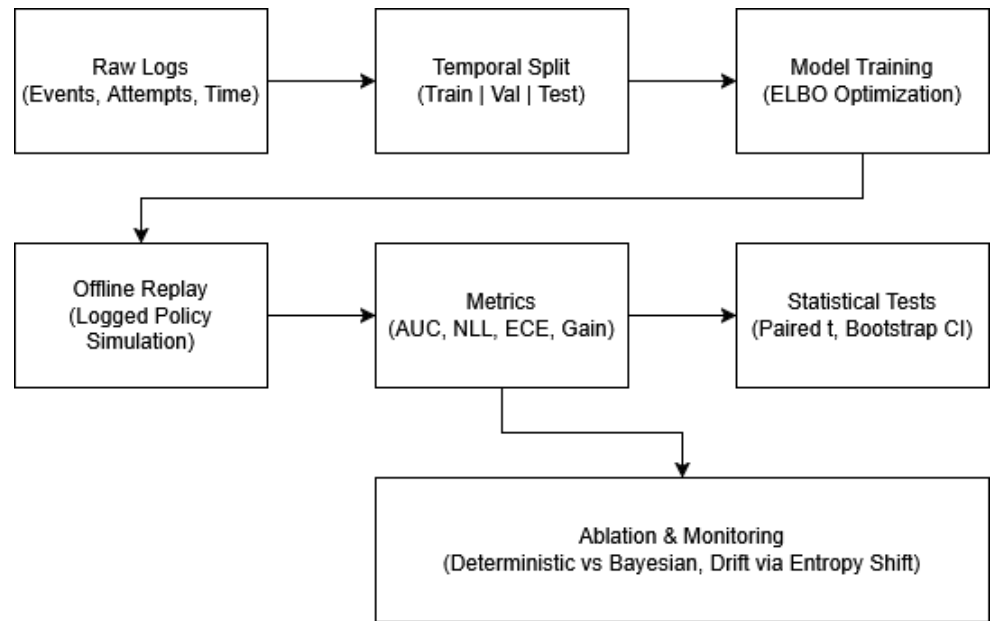 Raw Logs
(Events, Attempts, Time)
Temporal Split
(Train | Val | Test)
Model Training
(ELBO Optimization)
Offline Replay
(Logged Policy
Simulation)
Metrics
(AUC, NLL, ECE, Gain)
Statistical Tests
(Paired t, Bootstrap CI)
Ablation & Monitoring
(Deterministic vs Bayesian, Drift via Entropy Shift)